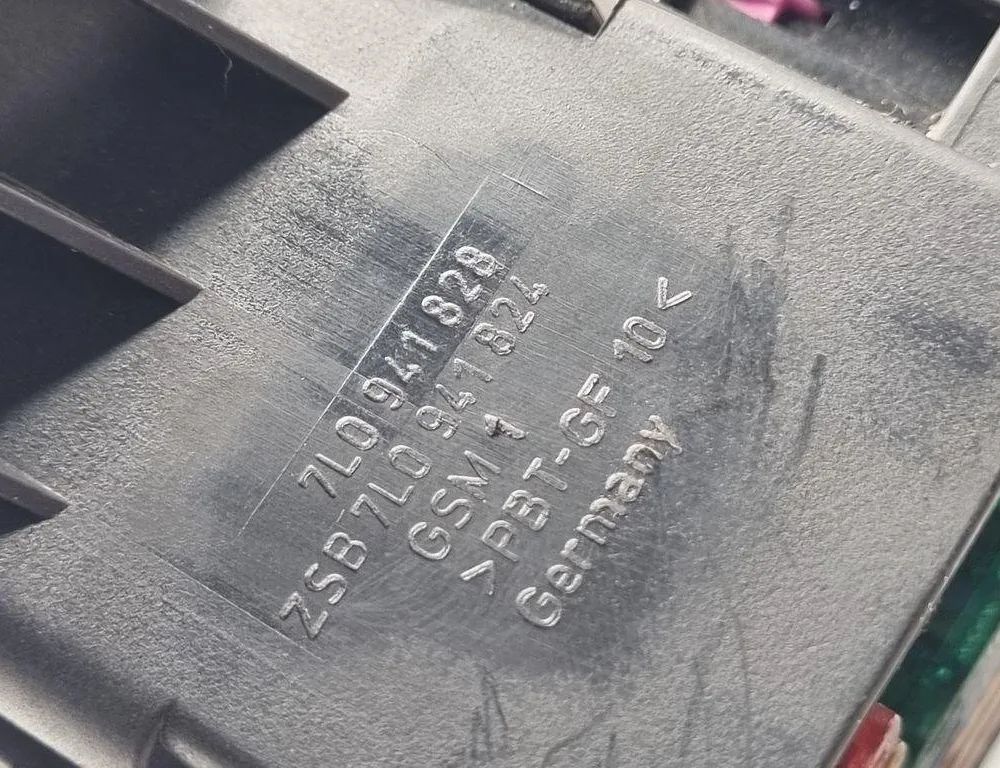 7L0 941 828
ZSB 7L0 941 824
GSM 1
>PBT-GF 10<
Germany